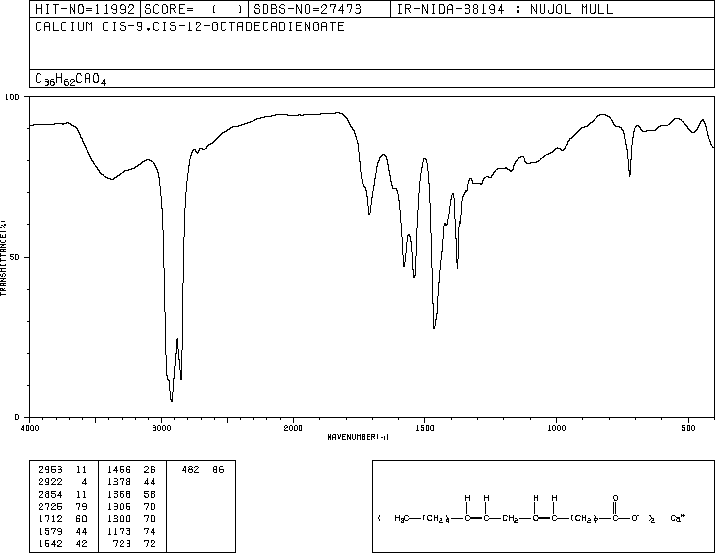 HIT-NO=11992 SCORE= ( ) SDBS-NO=27473 IR-NIDA-38194 : NUJOL MULL
CALCIUM CIS-9,CIS-12-OCTADECADIENOATE
C36H62CAO4
100
50
0
TRANSMITTANCE(%)
4000 3000 2000 1500 1000 500
WAVENUMBER(-1)
2953 11 1466 26 482 86
2922 4 1378 44
2854 11 1368 58
2726 79 1306 70
1712 60 1300 70
1579 44 1173 74
1542 42 723 72
H H H H O
( H3C-(CH2)4-C=C-CH2-C=C-(CH2)7-C-O- )2 Ca2+